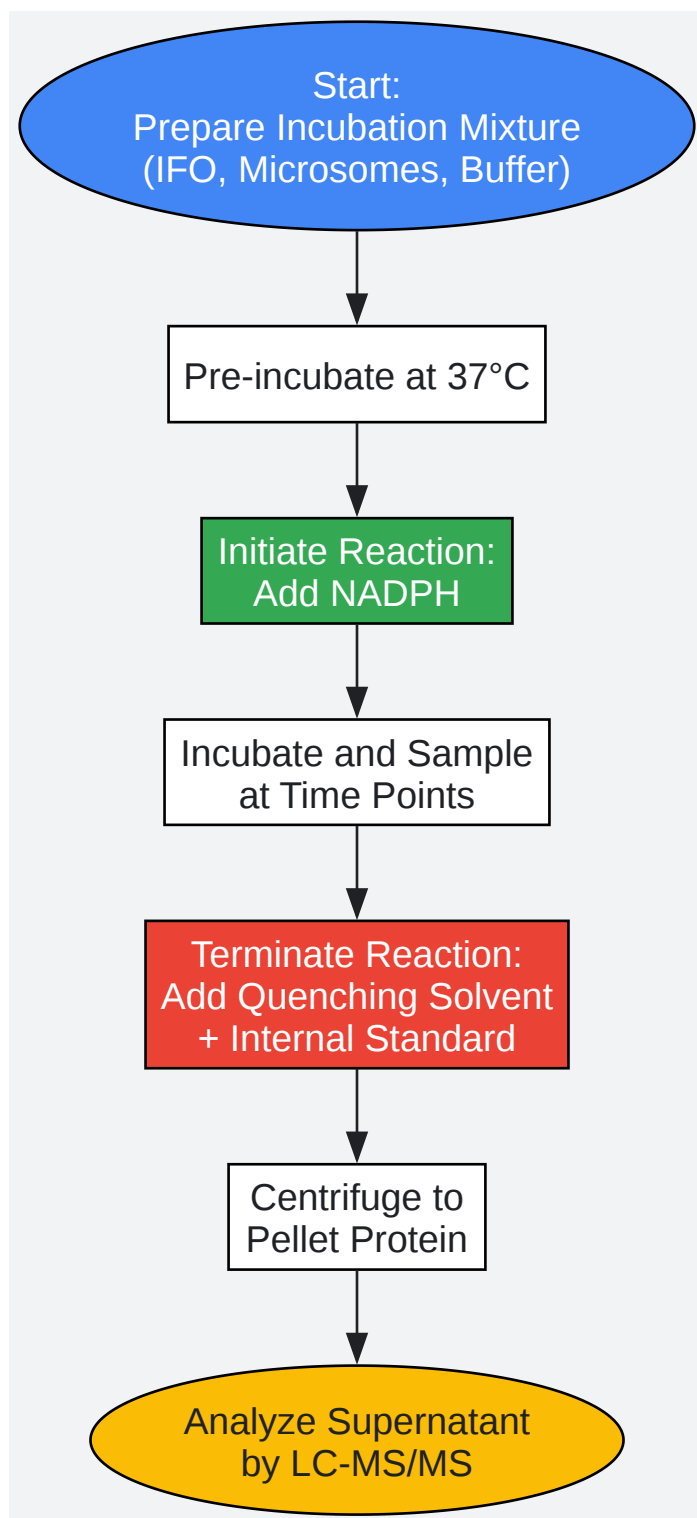 Start:
Prepare Incubation Mixture
(IFO, Microsomes, Buffer)
Pre-incubate at 37°C
Initiate Reaction:
Add NADPH
Incubate and Sample
at Time Points
Terminate Reaction:
Add Quenching Solvent
+ Internal Standard
Centrifuge to
Pellet Protein
Analyze Supernatant
by LC-MS/MS